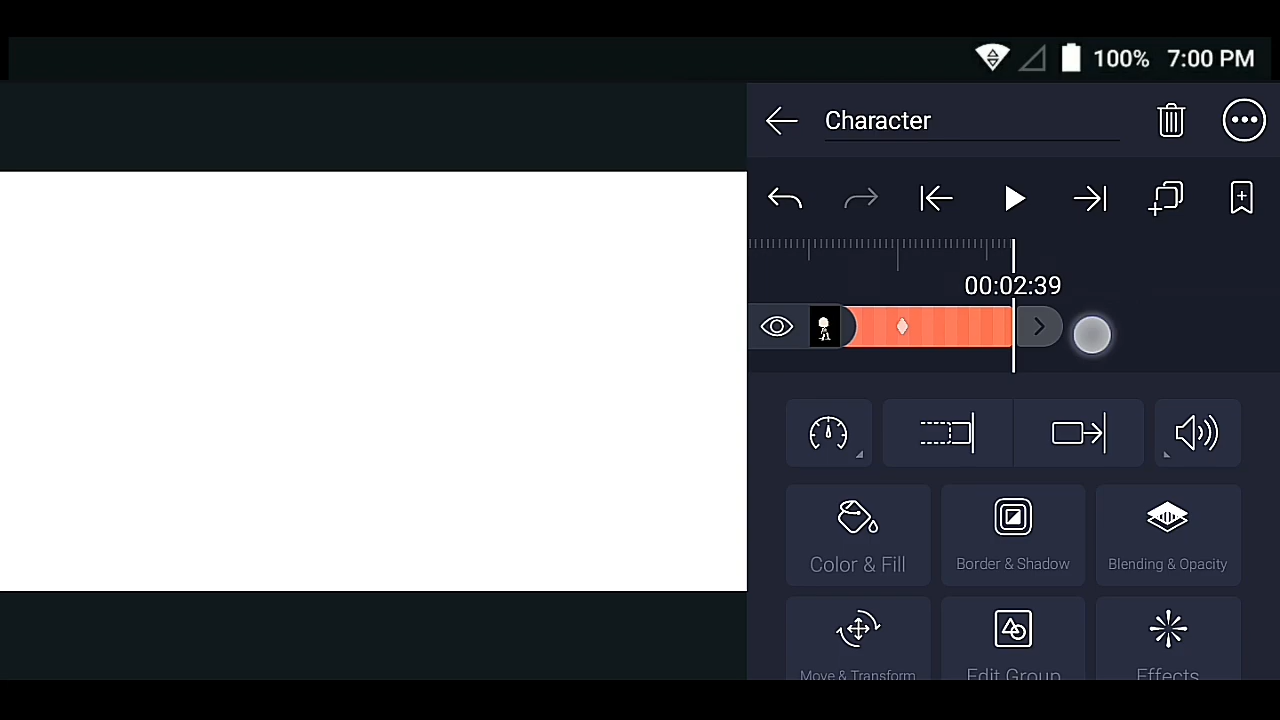 100% 7:00 PM
Character
00:02:39
Color & Fill
Border & Shadow
Blending & Opacity
Move & Transform
Edit Group
Effects